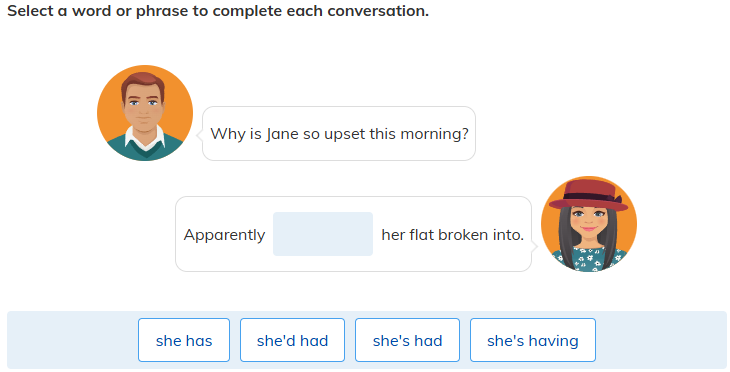 Select a word or phrase to complete each conversation.
Why is Jane so upset this morning?
Apparently her flat broken into.
she has she'd had she's had she's having